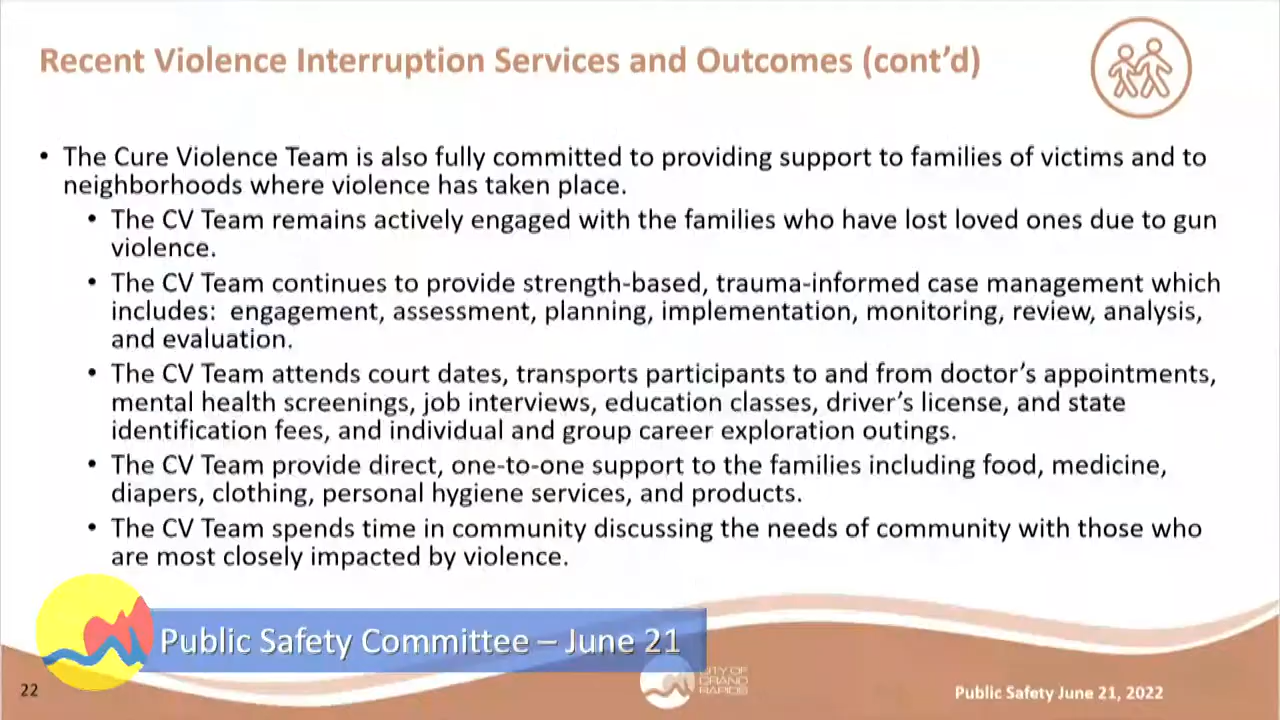 Recent Violence Interruption Services and Outcomes (cont’d)
• The Cure Violence Team is also fully committed to providing support to families of victims and to
neighborhoods where violence has taken place.
• The CV Team remains actively engaged with the families who have lost loved ones due to gun
violence.
• The CV Team continues to provide strength-based, trauma-informed case management which
includes:  engagement, assessment, planning, implementation, monitoring, review, analysis,
and evaluation.
• The CV Team attends court dates, transports participants to and from doctor’s appointments,
mental health screenings, job interviews, education classes, driver’s license, and state
identification fees, and individual and group career exploration outings.
• The CV Team provide direct, one-to-one support to the families including food, medicine,
diapers, clothing, personal hygiene services, and products.
• The CV Team spends time in community discussing the needs of community with those who
are most closely impacted by violence.
Public Safety Committee – June 21
CITY OF
GRAND
RAPIDS
22
Public Safety June 21, 2022